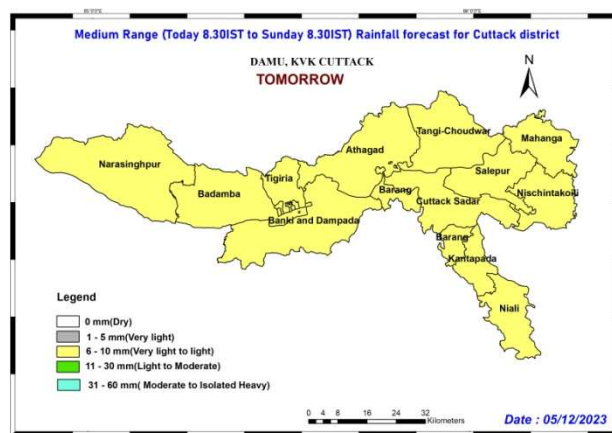 Medium Range (Today 8.30IST to Sunday 8.30IST) Rainfall forecast for Cuttack district
DAMU, KVK CUTTACK
TOMORROW
N
Tangi-Choudwar
Mahanga
Athagad
Narasinghpur
Salepur
Tigiria
Badamba
Barang
Nischintakoili
Cuttack Sadar
Banki and Dampada
Barang
Kantapada
Niali
Legend
0 mm(Dry)
1 - 5 mm(Very light)
6 - 10 mm(Very light to light)
11 - 30 mm(Light to Moderate)
31 - 60 mm( Moderate to Isolated Heavy)
0 4 8 16 24 32
Kilometers
Date : 05/12/2023